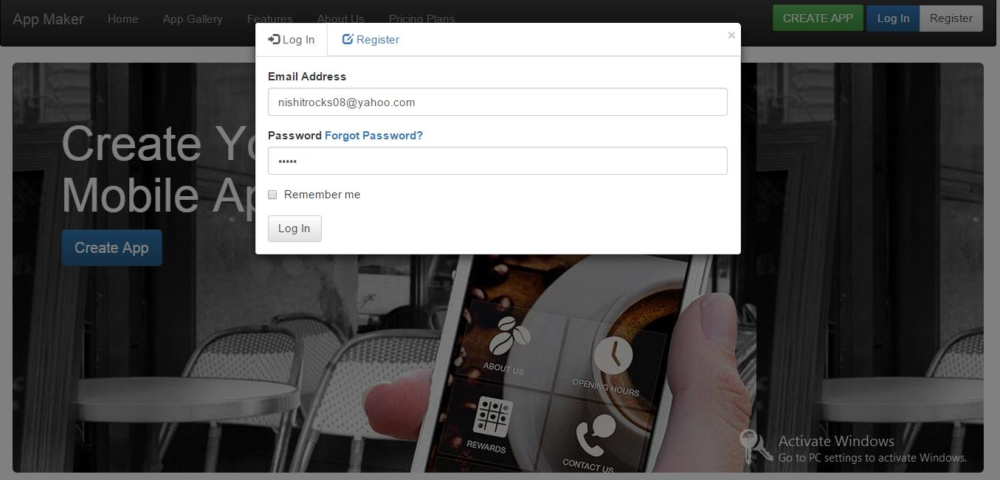 App Maker
Home
App Gallery
Features
About Us
Pricing Plans
CREATE APP
Log In
Register
Log In
Register
×
Email Address
nishitrocks08@yahoo.com
Password Forgot Password?
•••••
Remember me
Log In
Create Yo
Mobile Ap
Create App
ABOUT US
OPENING HOURS
REWARDS
CONTACT US
Activate Windows
Go to PC settings to activate Windows.